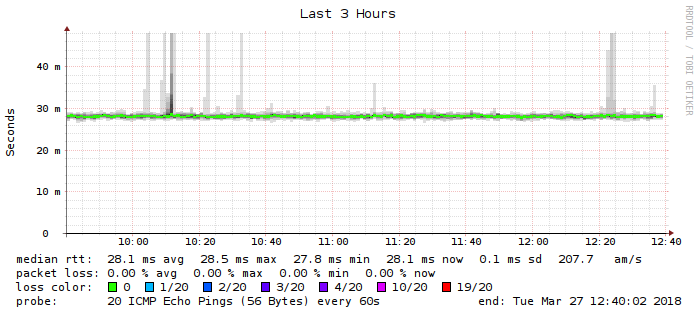 Last 3 Hours
RRDTOOL / TOBI OETIKER
Seconds
40 m
30 m
20 m
10 m
0
10:00 10:20 10:40 11:00 11:20 11:40 12:00 12:20 12:40
median rtt: 28.1 ms avg 28.5 ms max 27.8 ms min 28.1 ms now 0.1 ms sd 207.7 am/s
packet loss: 0.00 % avg 0.00 % max 0.00 % min 0.00 % now
loss color: 0 1/20 2/20 3/20 4/20 10/20 19/20
probe: 20 ICMP Echo Pings (56 Bytes) every 60s end: Tue Mar 27 12:40:02 2018